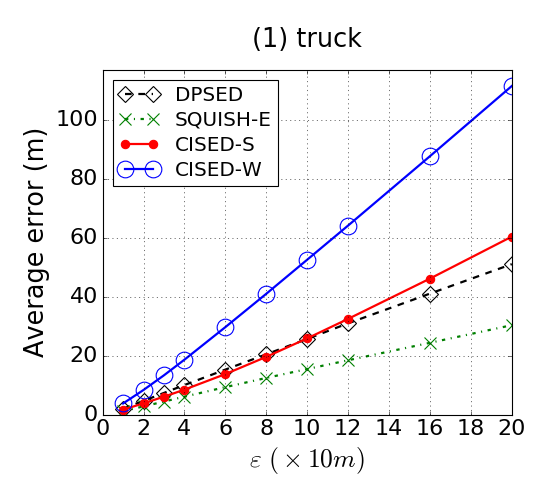 (1) truck
DPSED
SQUISH-E
CISED-S
CISED-W
Average error (m)
100
80
60
40
20
0
0 2 4 6 8 10 12 14 16 18 20
ε (×10m)